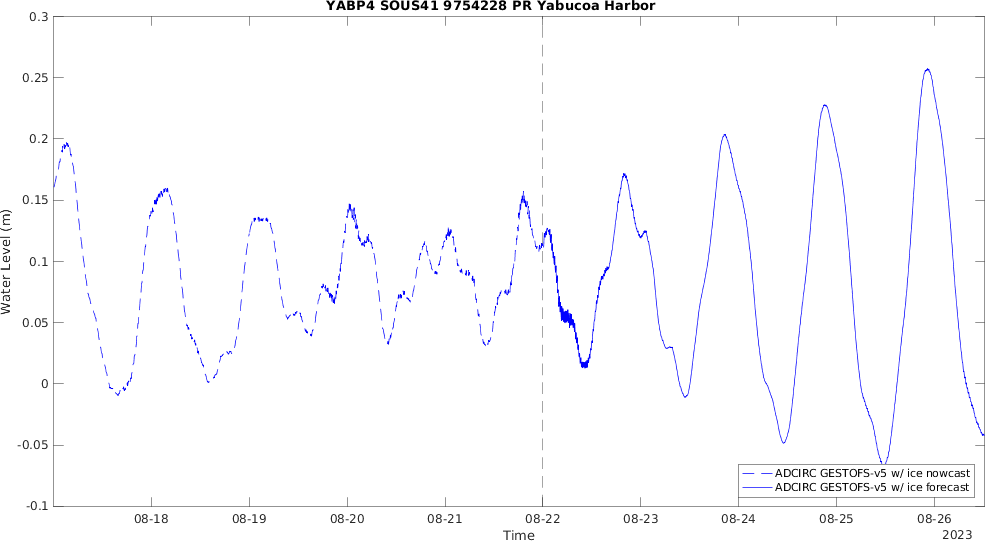 YABP4 SOUS41 9754228 PR Yabucoa Harbor
0.3
0.25
0.2
0.15
0.1
0.05
0
-0.05
-0.1
Water Level (m)
08-18 08-19 08-20 08-21 08-22 08-23 08-24 08-25 08-26
Time
2023
ADCIRC GESTOFS-v5 w/ ice nowcast
ADCIRC GESTOFS-v5 w/ ice forecast